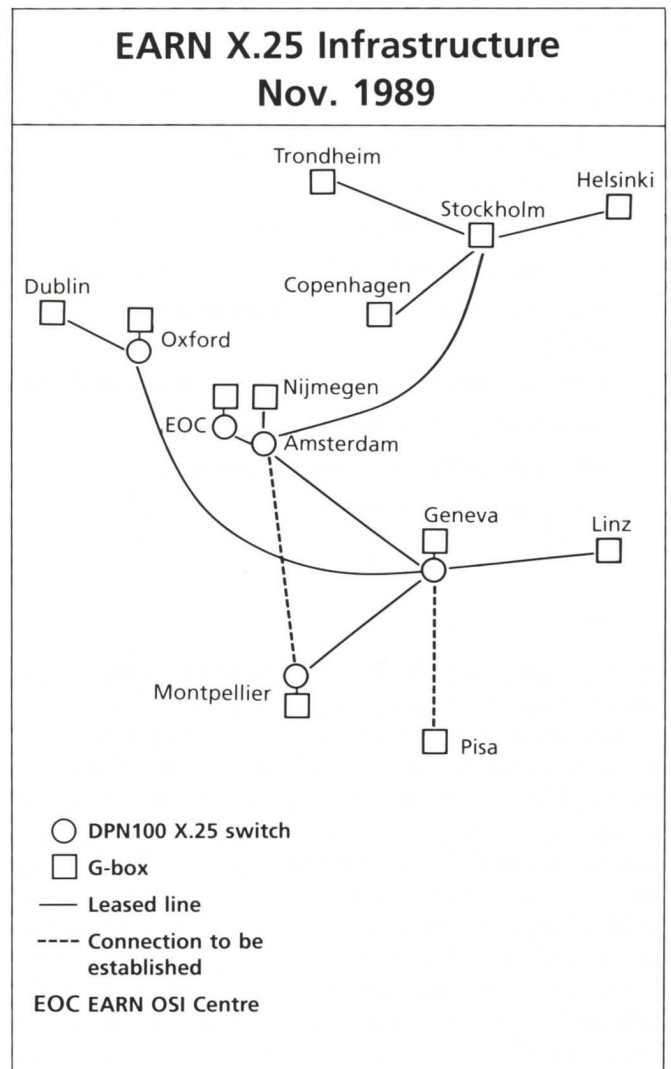 EARN X.25 Infrastructure
Nov. 1989
Trondheim
Helsinki
Stockholm
Dublin
Copenhagen
Oxford
Nijmegen
EOC
Amsterdam
Geneva
Linz
Montpellier
Pisa
DPN100 X.25 switch
G-box
Leased line
Connection to be
established
EOC EARN OSI Centre